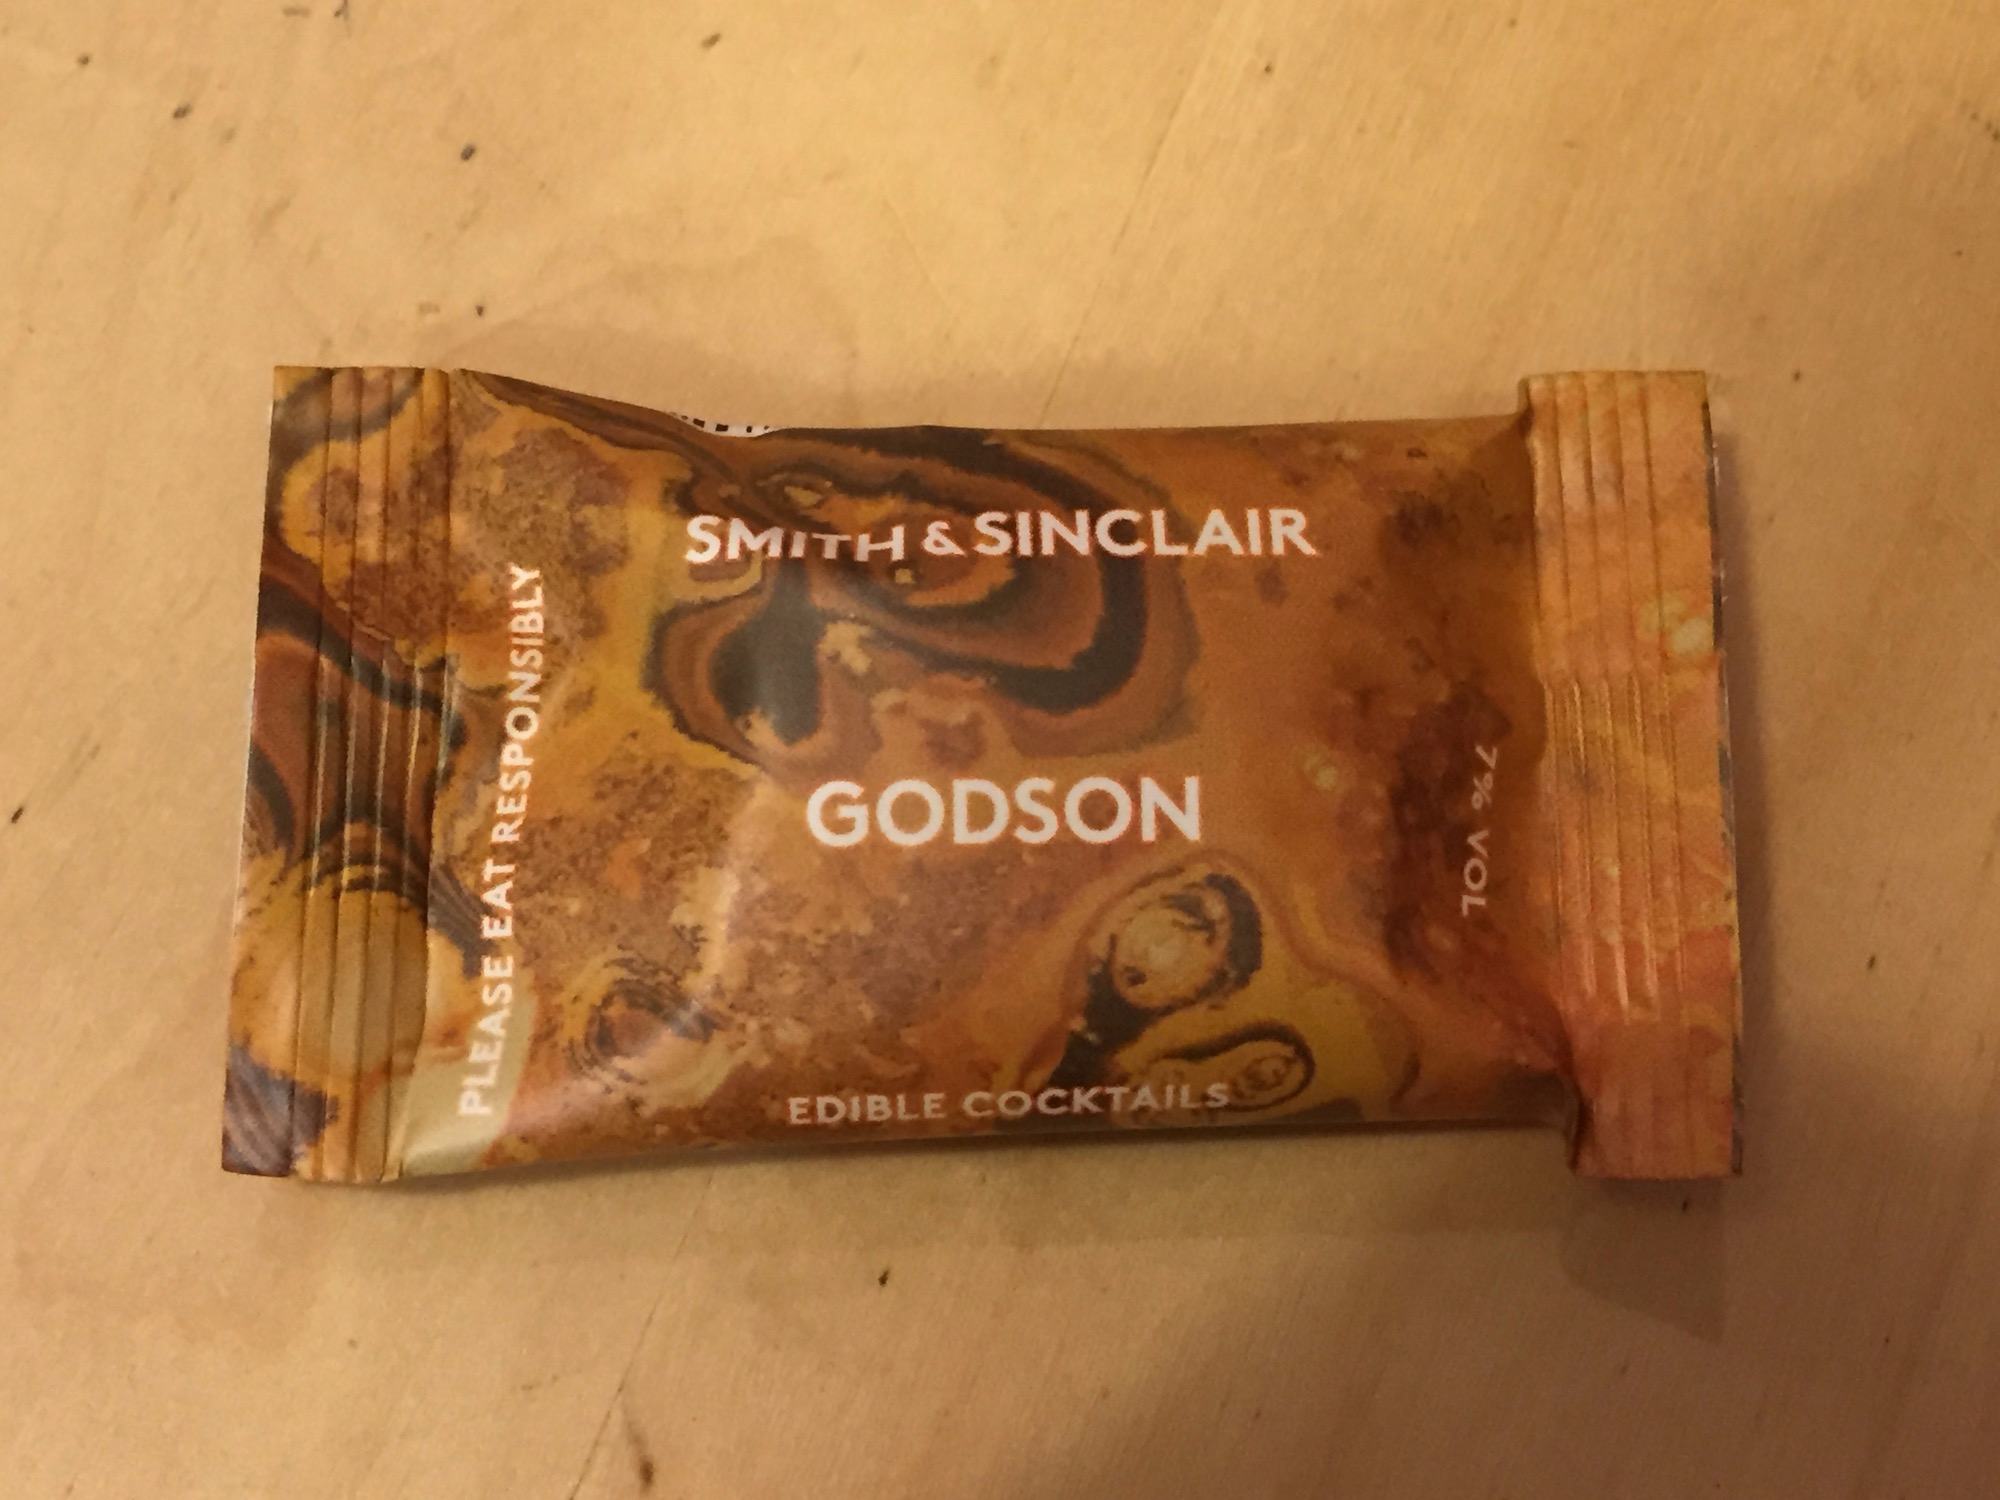 SMITH & SINCLAIR
PLEASE EAT RESPONSIBLY
GODSON
7% VOL
EDIBLE COCKTAILS